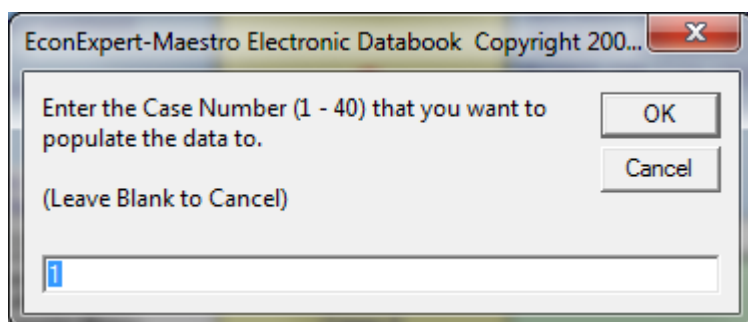 EconExpert-Maestro Electronic Databook Copyright 200...
Enter the Case Number (1 - 40) that you want to
populate the data to.
OK
Cancel
(Leave Blank to Cancel)
1